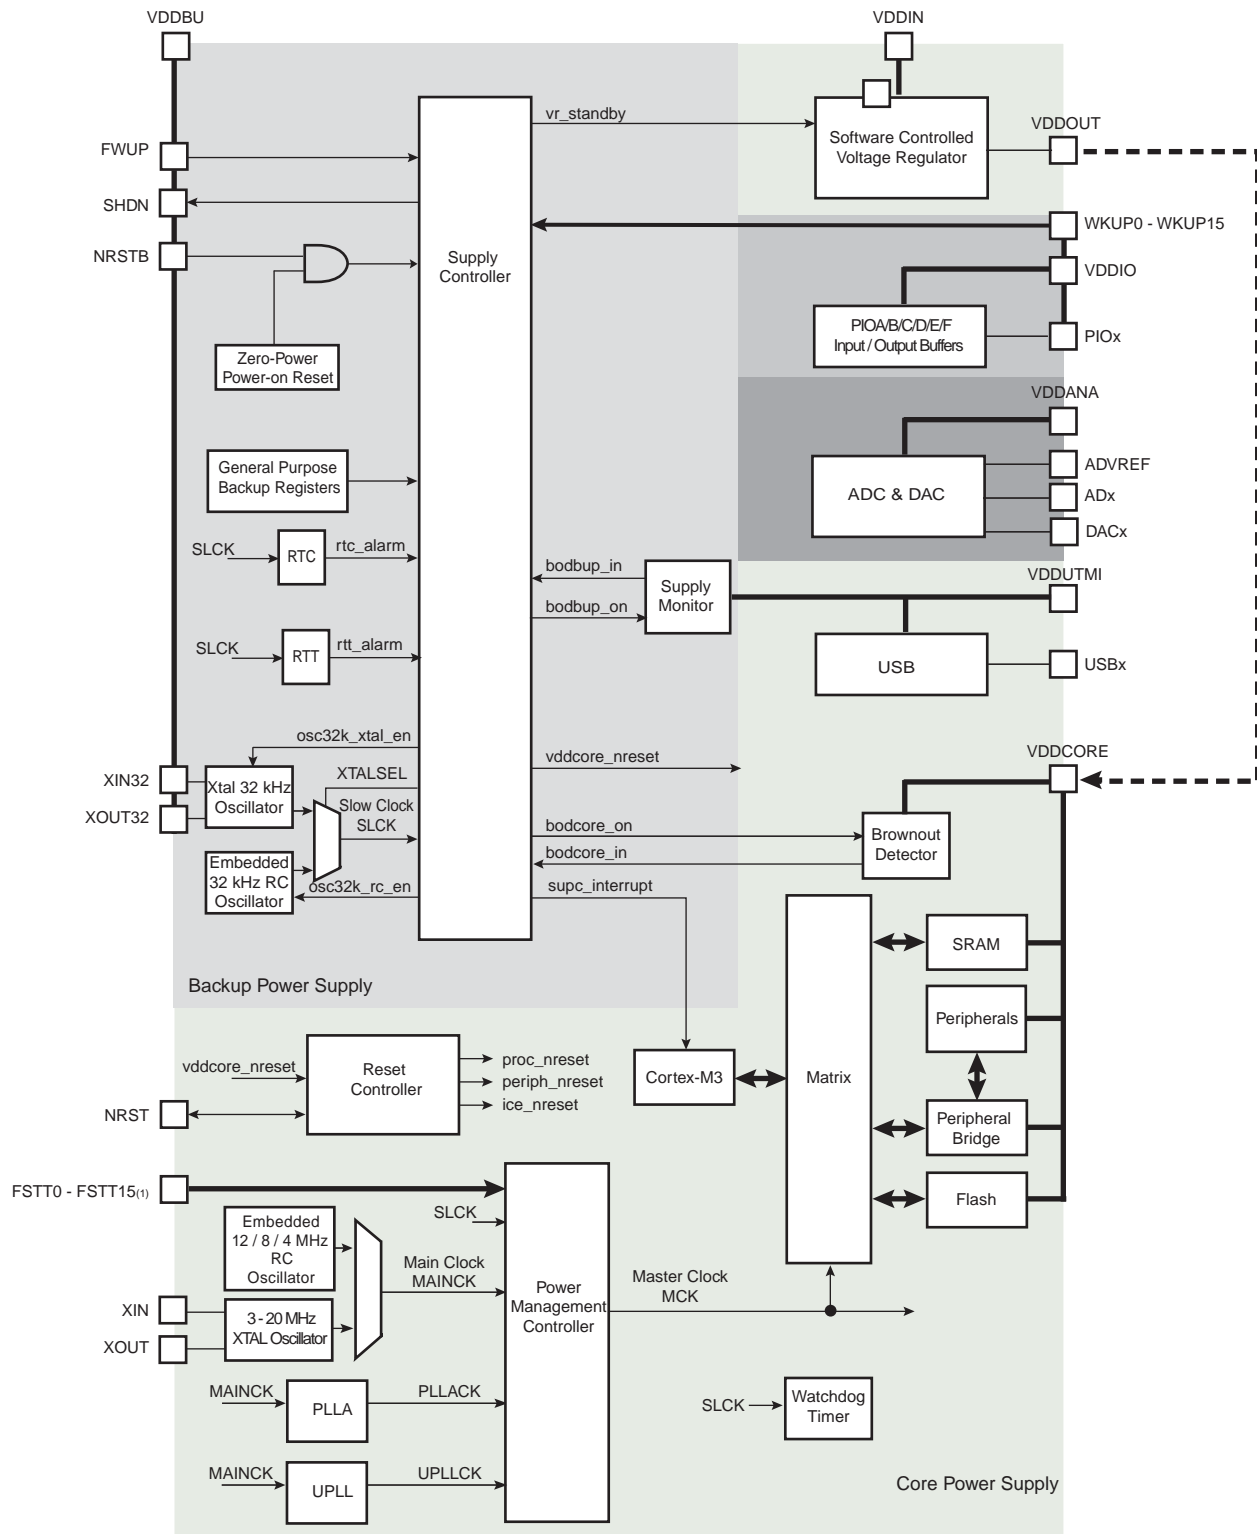 VDDBU
VDDIN
FWUP
SHDN
NRSTB
vr_standby
Software Controlled
Voltage Regulator
VDDOUT
Supply
Controller
WKUP0 - WKUP15
VDDIO
PIOA/B/C/D/E/F
Input / Output Buffers
PIOx
Zero-Power
Power-on Reset
VDDANA
General Purpose
Backup Registers
ADC & DAC
ADVREF
ADx
DACx
SLCK
RTC
rtc_alarm
bodbup_in
bodbup_on
Supply
Monitor
VDDUTMI
SLCK
RTT
rtt_alarm
USB
USBx
osc32k_xtal_en
XTALSEL
vddcore_nreset
VDDCORE
XIN32
XOUT32
Xtal 32 kHz
Oscillator
Slow Clock
SLCK
bodcore_on
bodcore_in
Brownout
Detector
Embedded
32 kHz RC
Oscillator
osc32k_rc_en
supc_interrupt
Backup Power Supply
SRAM
Peripherals
vddcore_nreset
NRST
Reset
Controller
proc_nreset
periph_nreset
ice_nreset
Cortex-M3
Matrix
Peripheral
Bridge
Flash
FSTT0 - FSTT15(1)
SLCK
Embedded
12 / 8 / 4 MHz
RC
Oscillator
Main Clock
MAINCK
Power
Management
Controller
Master Clock
MCK
XIN
XOUT
3 - 20 MHz
XTAL Oscillator
MAINCK
PLLA
PLLACK
SLCK
Watchdog
Timer
MAINCK
UPLL
UPLLCK
Core Power Supply